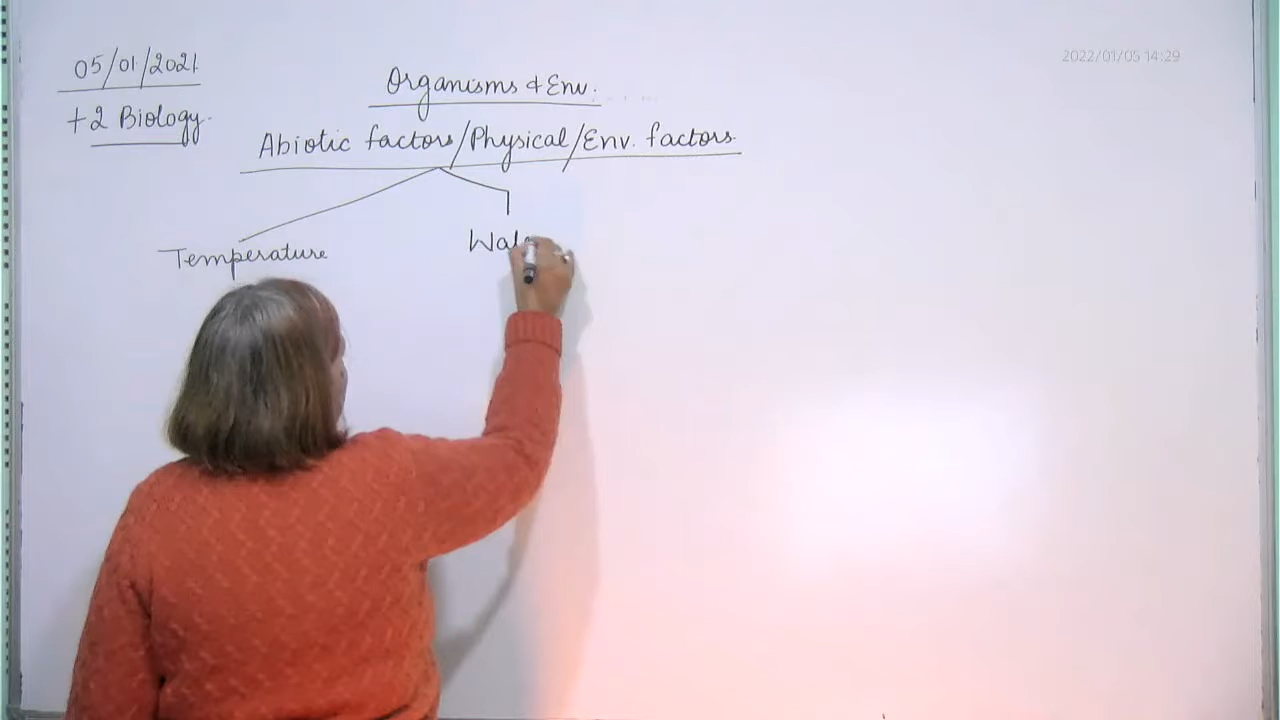 05/01/2021
2022/01/05 14:29
Organisms & Env.
+2 Biology.
Abiotic factors/Physical/Env. factors.
Temperature